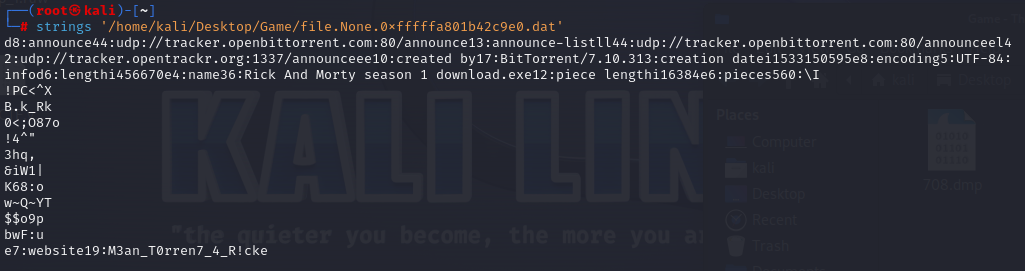 (root㉿kali)-[~]
# strings '/home/kali/Desktop/Game/file.None.0×fffffa801b42c9e0.dat'
d8:announce44:udp://tracker.openbittorrent.com:80/announce13:announce-listll44:udp://tracker.openbittorrent.com:80/announceel4
2:udp://tracker.opentrackr.org:1337/announceee10:created by17:BitTorrent/7.10.313:creation datei1533150595e8:encoding5:UTF-84:
infod6:lengthi456670e4:name36:Rick And Morty season 1 download.exe12:piece lengthi16384e6:pieces560:\I
!PC<^X
B.k_Rk
0<;O87o
!4^"
3hq,
&iW1|
K68:o
w~Q~YT
$$o9p
bwF:u
e7:website19:M3an_T0rren7_4_R!cke
Places
Computer
kali
Desktop
Recent
Trash
Documents
708.dmp
KALI LIN
"the quieter you become, the more you a